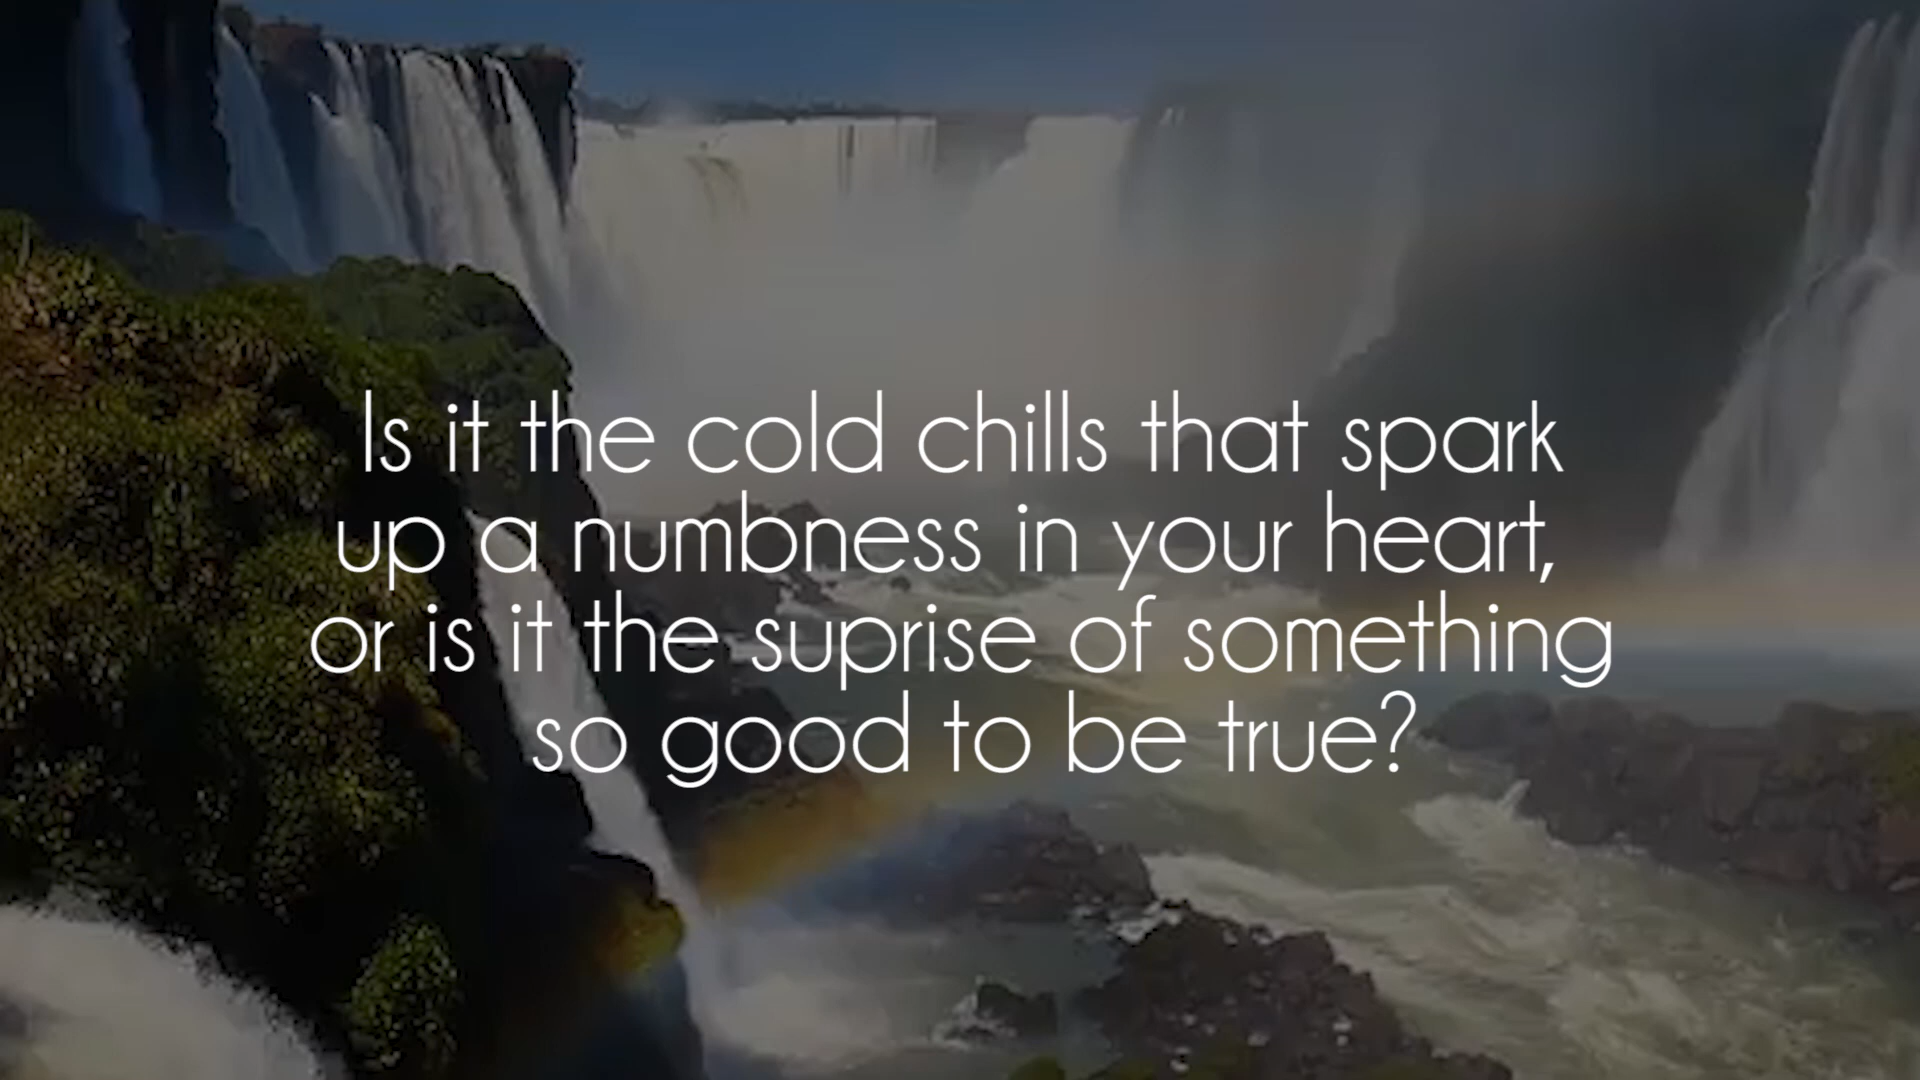 Is it the cold chills that spark
up a numbness in your heart,
or is it the suprise of something
so good to be true?